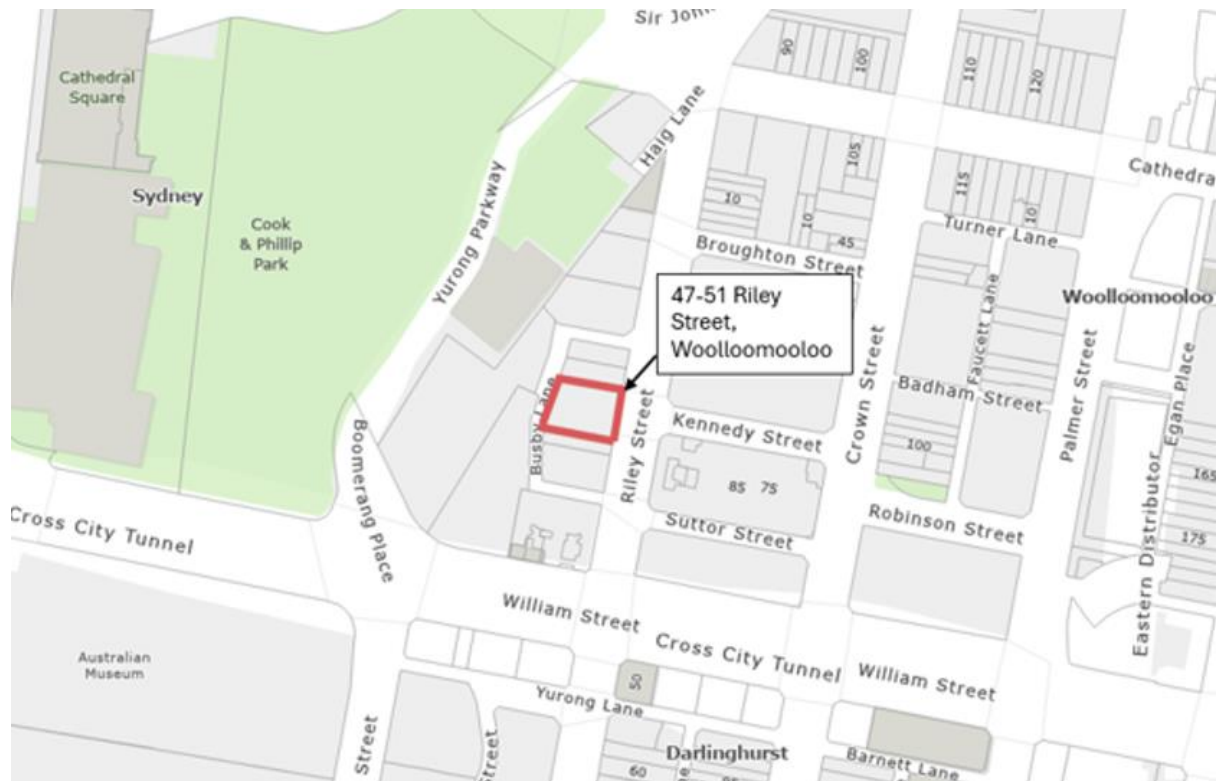 Sir John
Cathedral
Square
Sydney
Cook
& Phillip
Park
Yurong Parkway
Haig Lane
90
100
110
120
105
115
10
10
10
45
Cathedra
Turner Lane
Broughton Street
47-51 Riley
Street,
Woolloomooloo
Woolloomooloo
Faucett Lane
Crown Street
Palmer Street
Egan Place
Badham Street
Busby Lane
Riley Street
Kennedy Street
100
85 75
165
175
Boomerang Place
Suttor Street
Robinson Street
Eastern Distributor
Cross City Tunnel
William Street
Cross City Tunnel
William Street
Australian
Museum
50
Yurong Lane
Street
Street
Darlinghurst
60
Barnett Lane